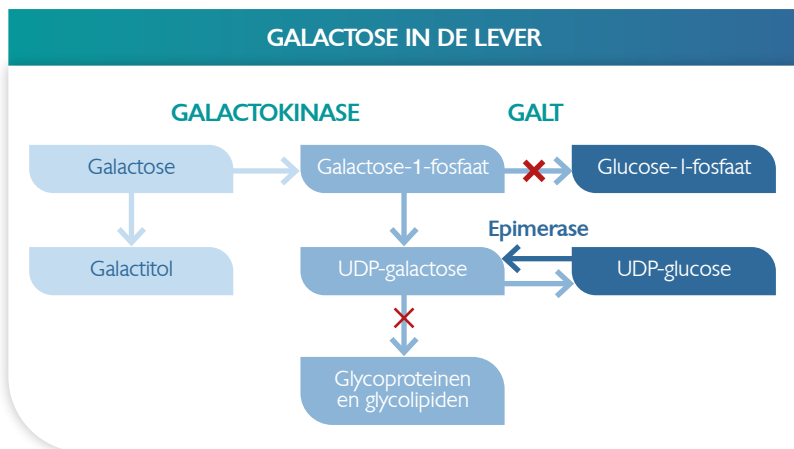 GALACTOSE IN DE LEVER
GALACTOKINASE
GALT
Galactose
Galactose-1-fosfaat
Glucose-1-fosfaat
Epimerase
Galactitol
UDP-galactose
UDP-glucose
Glycoproteinen
en glycolipiden